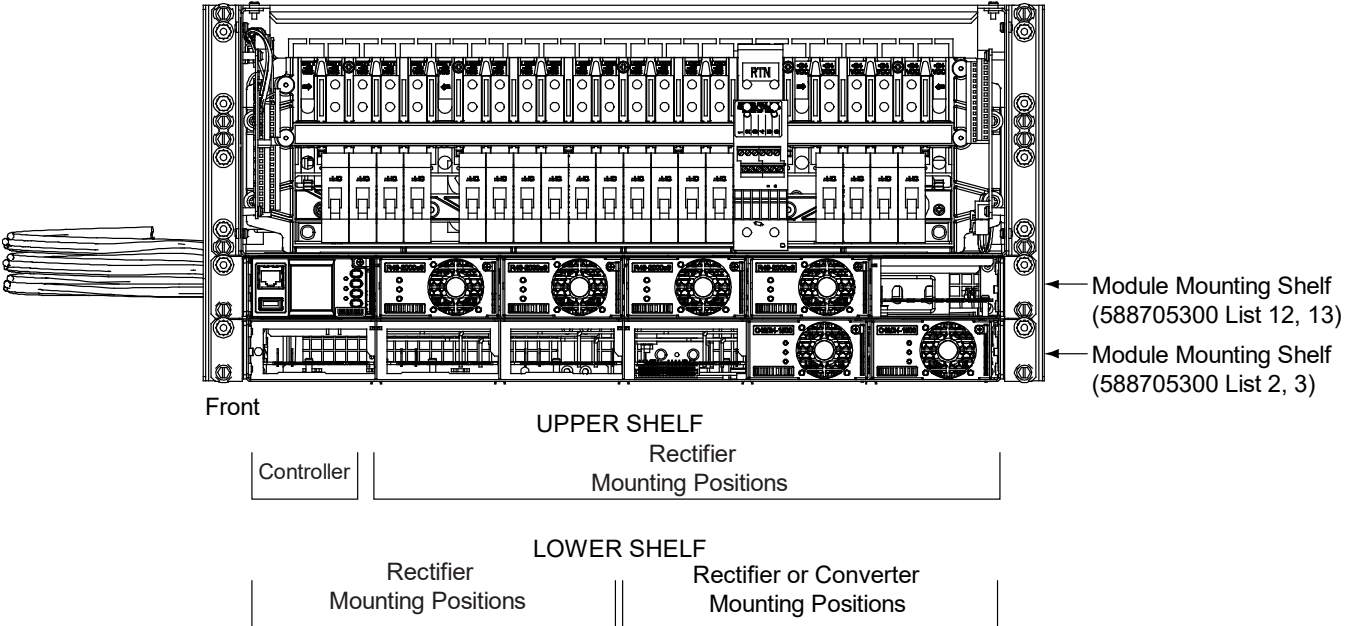 RTN
Module Mounting Shelf
(588705300 List 12, 13)
Module Mounting Shelf
(588705300 List 2, 3)
Front
UPPER SHELF
Controller
Rectifier
Mounting Positions
LOWER SHELF
Rectifier
Mounting Positions
Rectifier or Converter
Mounting Positions